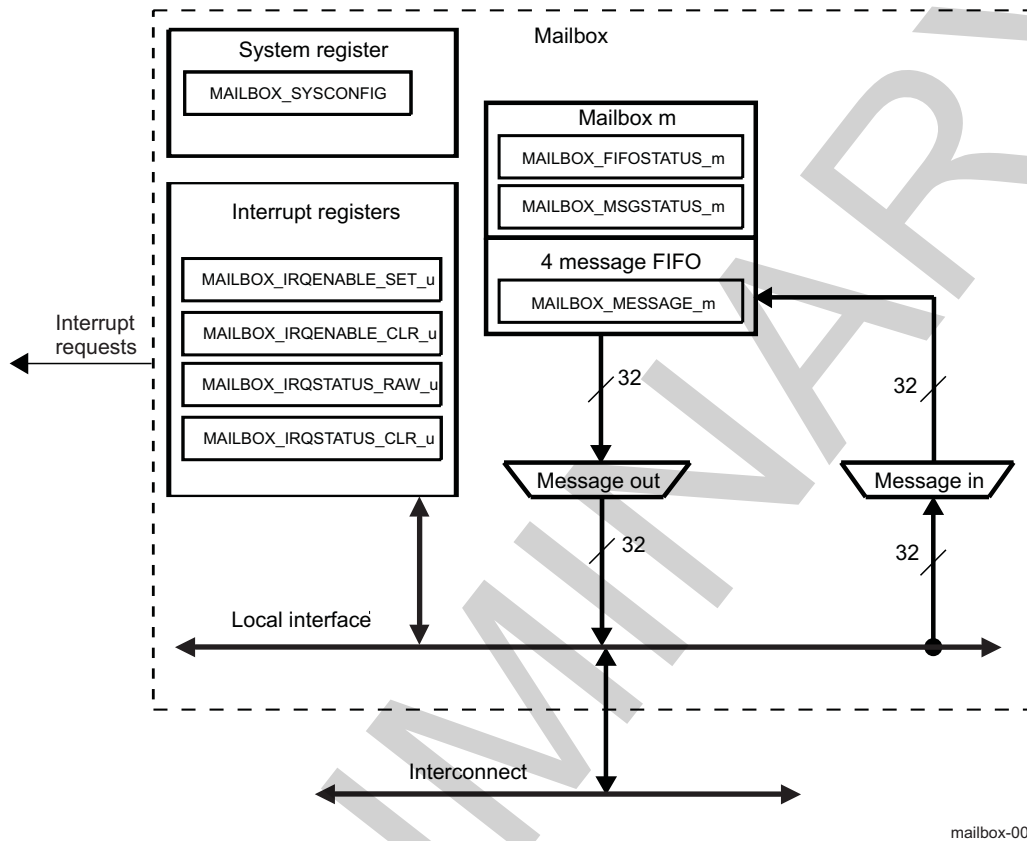 System register
MAILBOX_SYSCONFIG
Mailbox
Mailbox m
MAILBOX_FIFOSTATUS_m
MAILBOX_MSGSTATUS_m
Interrupt registers
4 message FIFO
MAILBOX_MESSAGE_m
MAILBOX_IRQENABLE_SET_u
MAILBOX_IRQENABLE_CLR_u
MAILBOX_IRQSTATUS_RAW_u
MAILBOX_IRQSTATUS_CLR_u
Interrupt
requests
32
32
Message out
Message in
32
32
Local interface
Interconnect
mailbox-00